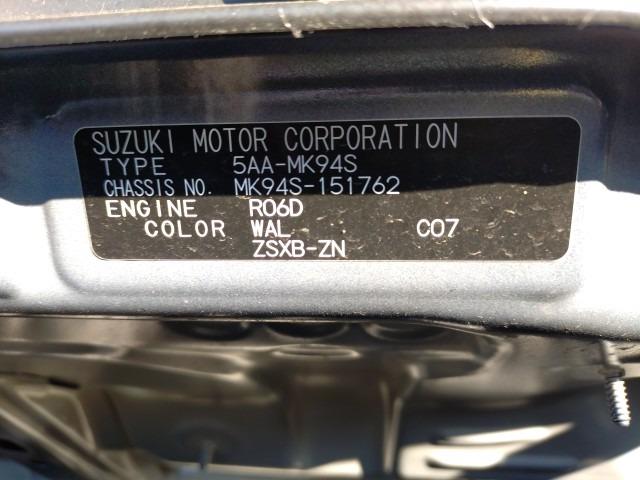 SUZUKI MOTOR CORPORATION
TYPE 5AA-MK94S
CHASSIS NO. MK94S-151762
ENGINE R06D
COLOR WAL C07
ZSXB-ZN